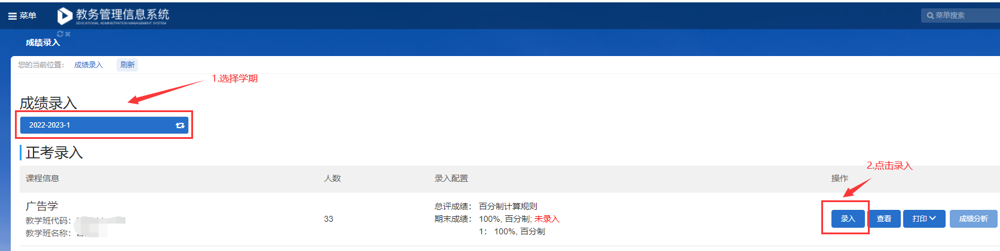 菜单
教务管理信息系统
EDUCATIONAL ADMINISTRATION MANAGEMENT SYSTEM
菜单搜索
成绩录入
您的当前位置： 成绩录入 刷新
1.选择学期
成绩录入
2022-2023-1
正考录入
2.点击录入
课程信息 人数 录入配置 操作
广告学
教学班代码：
教学班名称：
33
总评成绩： 百分制计算规则
期末成绩： 100%, 百分制; 未录入
1： 100%, 百分制
录入 查看 打印 成绩分析